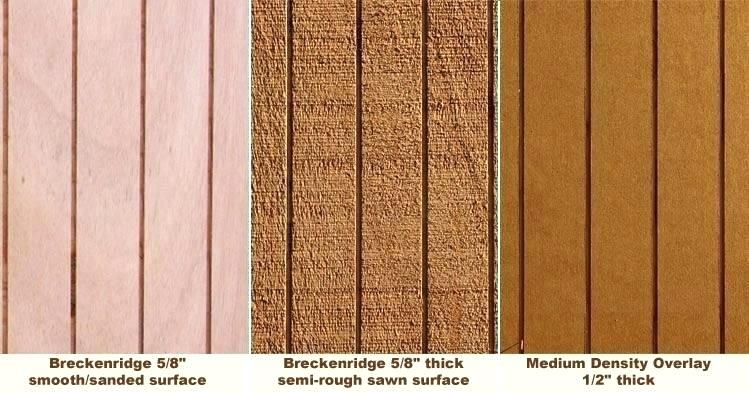 Breckenridge 5/8"
smooth/sanded surface
Breckenridge 5/8" thick
semi-rough sawn surface
Medium Density Overlay
1/2" thick